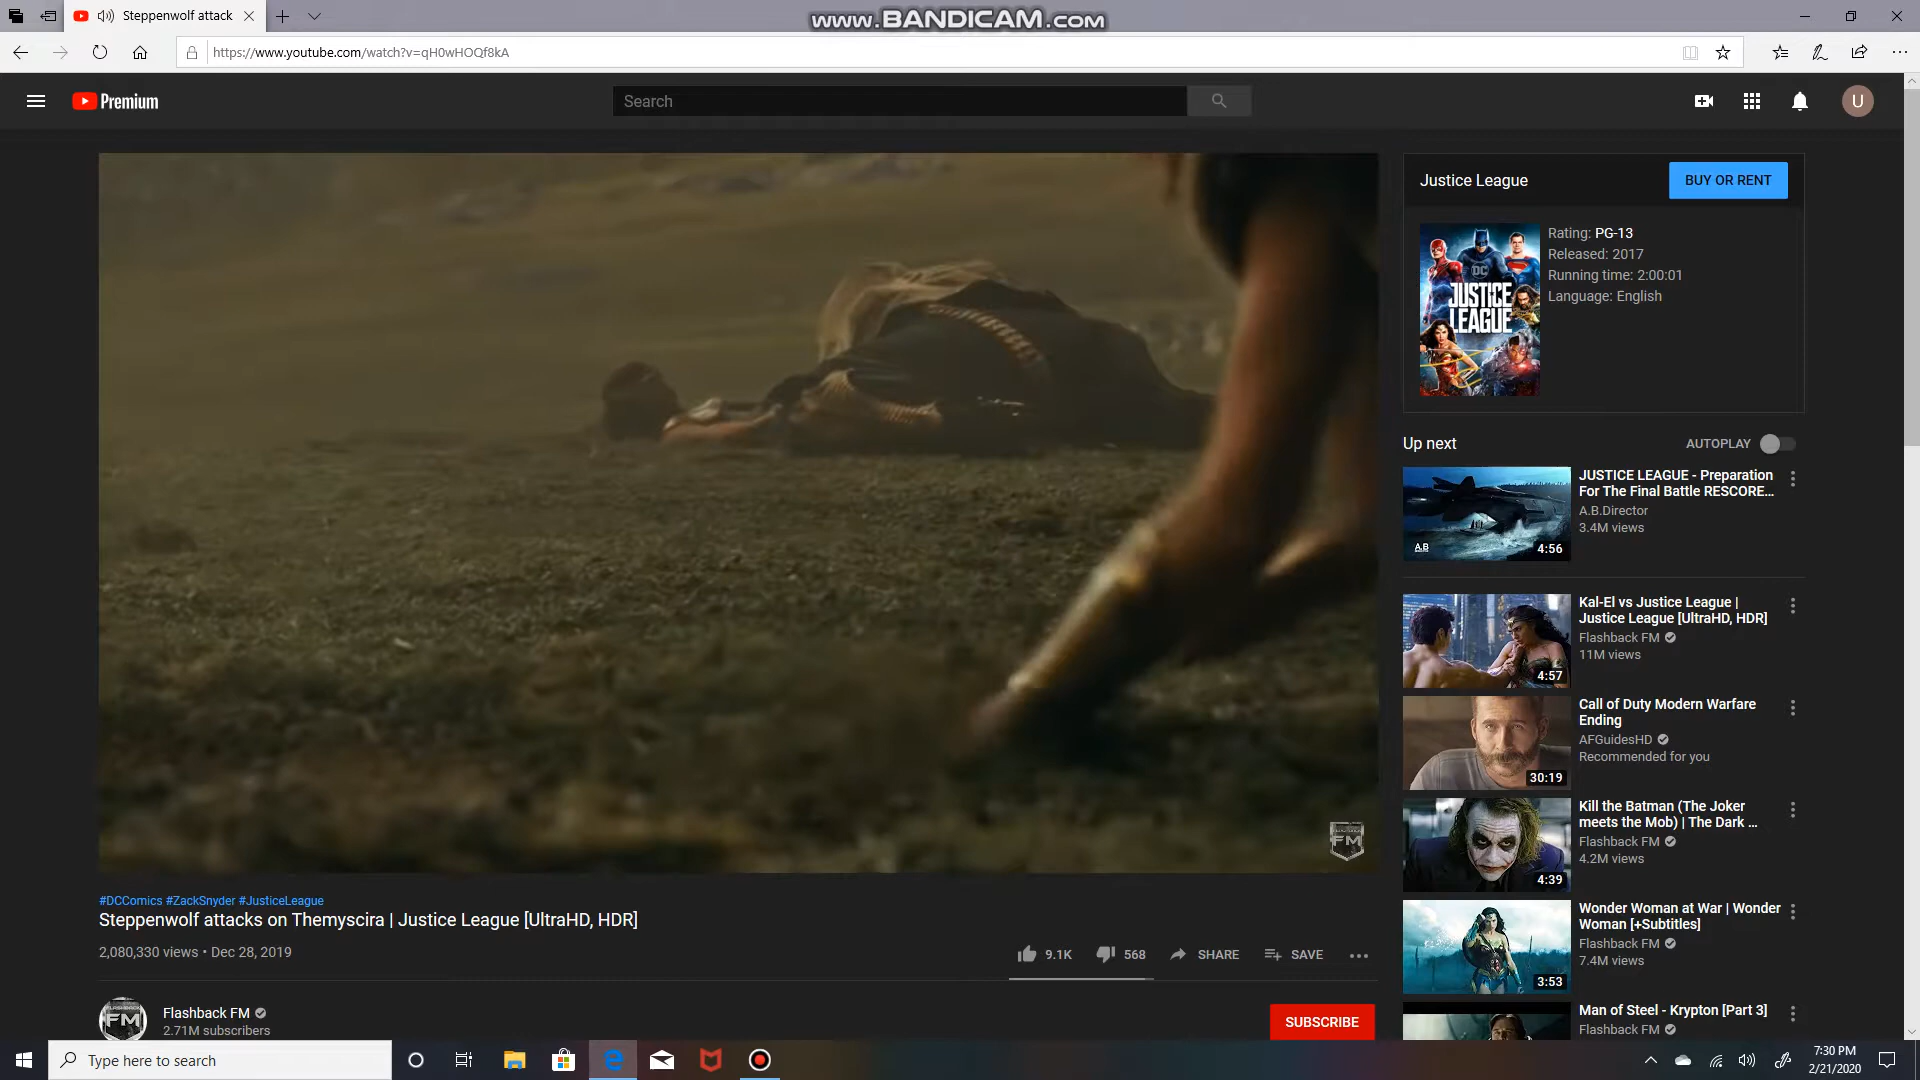 Steppenwolf attack
www.BANDICAM.com
https://www.youtube.com/watch?v=qH0wHOQf8kA
Premium
Search
U
Justice League
BUY OR RENT
DC
JUSTICE
LEAGUE
Rating: PG-13
Released: 2017
Running time: 2:00:01
Language: English
Up next
AUTOPLAY
A.B
4:56
JUSTICE LEAGUE - Preparation
For The Final Battle RESCORE...
A.B.Director
3.4M views
4:57
Kal-El vs Justice League |
Justice League [UltraHD, HDR]
Flashback FM
11M views
30:19
Call of Duty Modern Warfare
Ending
AFGuidesHD
Recommended for you
4:39
Kill the Batman (The Joker
meets the Mob) | The Dark ...
Flashback FM
4.2M views
3:53
Wonder Woman at War | Wonder
Woman [+Subtitles]
Flashback FM
7.4M views
Man of Steel - Krypton [Part 3]
Flashback FM
FM
#DCComics #ZackSnyder #JusticeLeague
Steppenwolf attacks on Themyscira | Justice League [UltraHD, HDR]
2,080,330 views • Dec 28, 2019
9.1K
568
SHARE
SAVE
FM
Flashback FM
2.71M subscribers
SUBSCRIBE
Type here to search
7:30 PM
2/21/2020